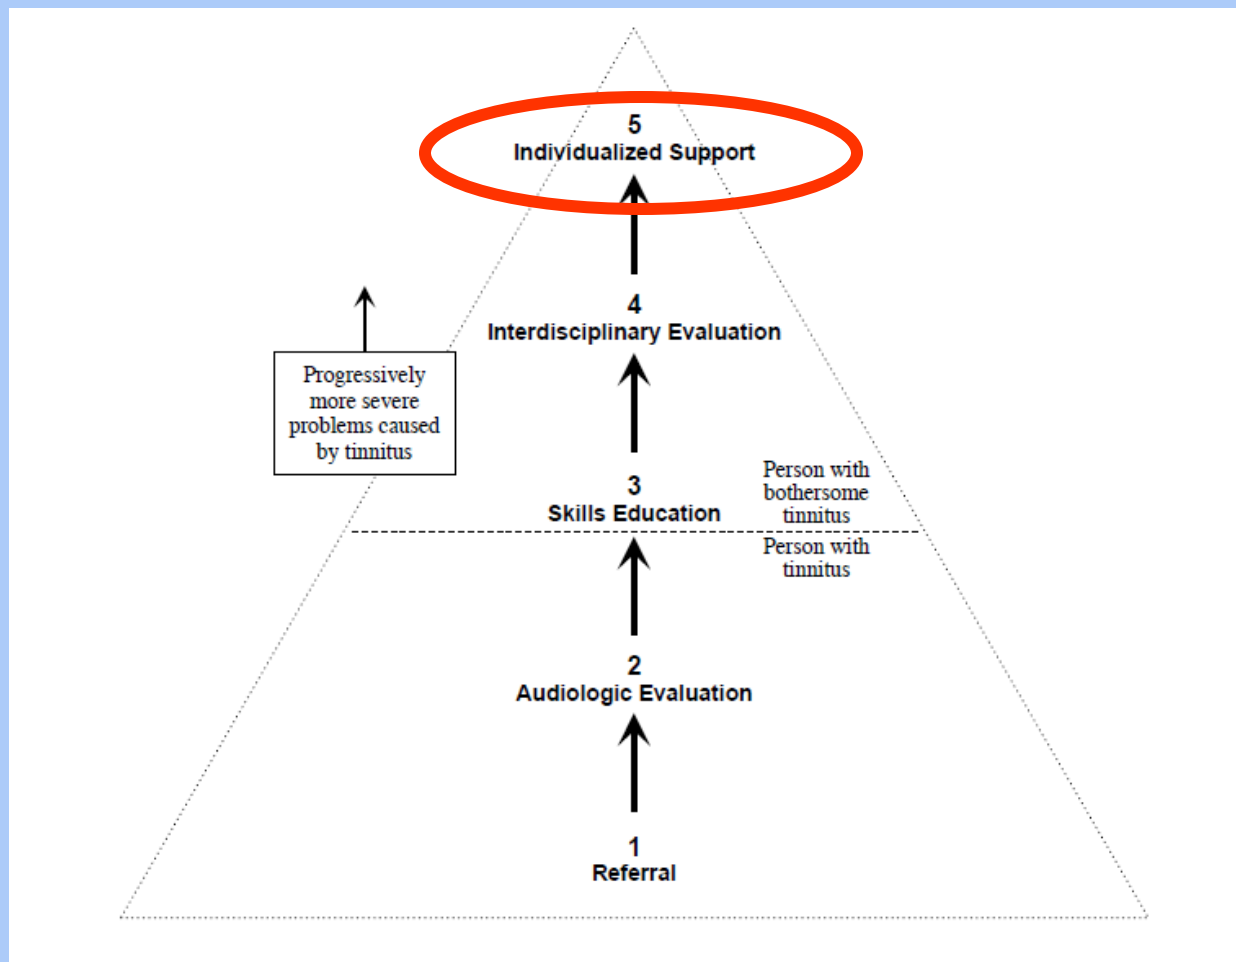 5
Individualized Support
4
Interdisciplinary Evaluation
Progressively
more severe
problems caused
by tinnitus
3
Skills Education
Person with
bothersome
tinnitus
Person with
tinnitus
2
Audiologic Evaluation
1
Referral